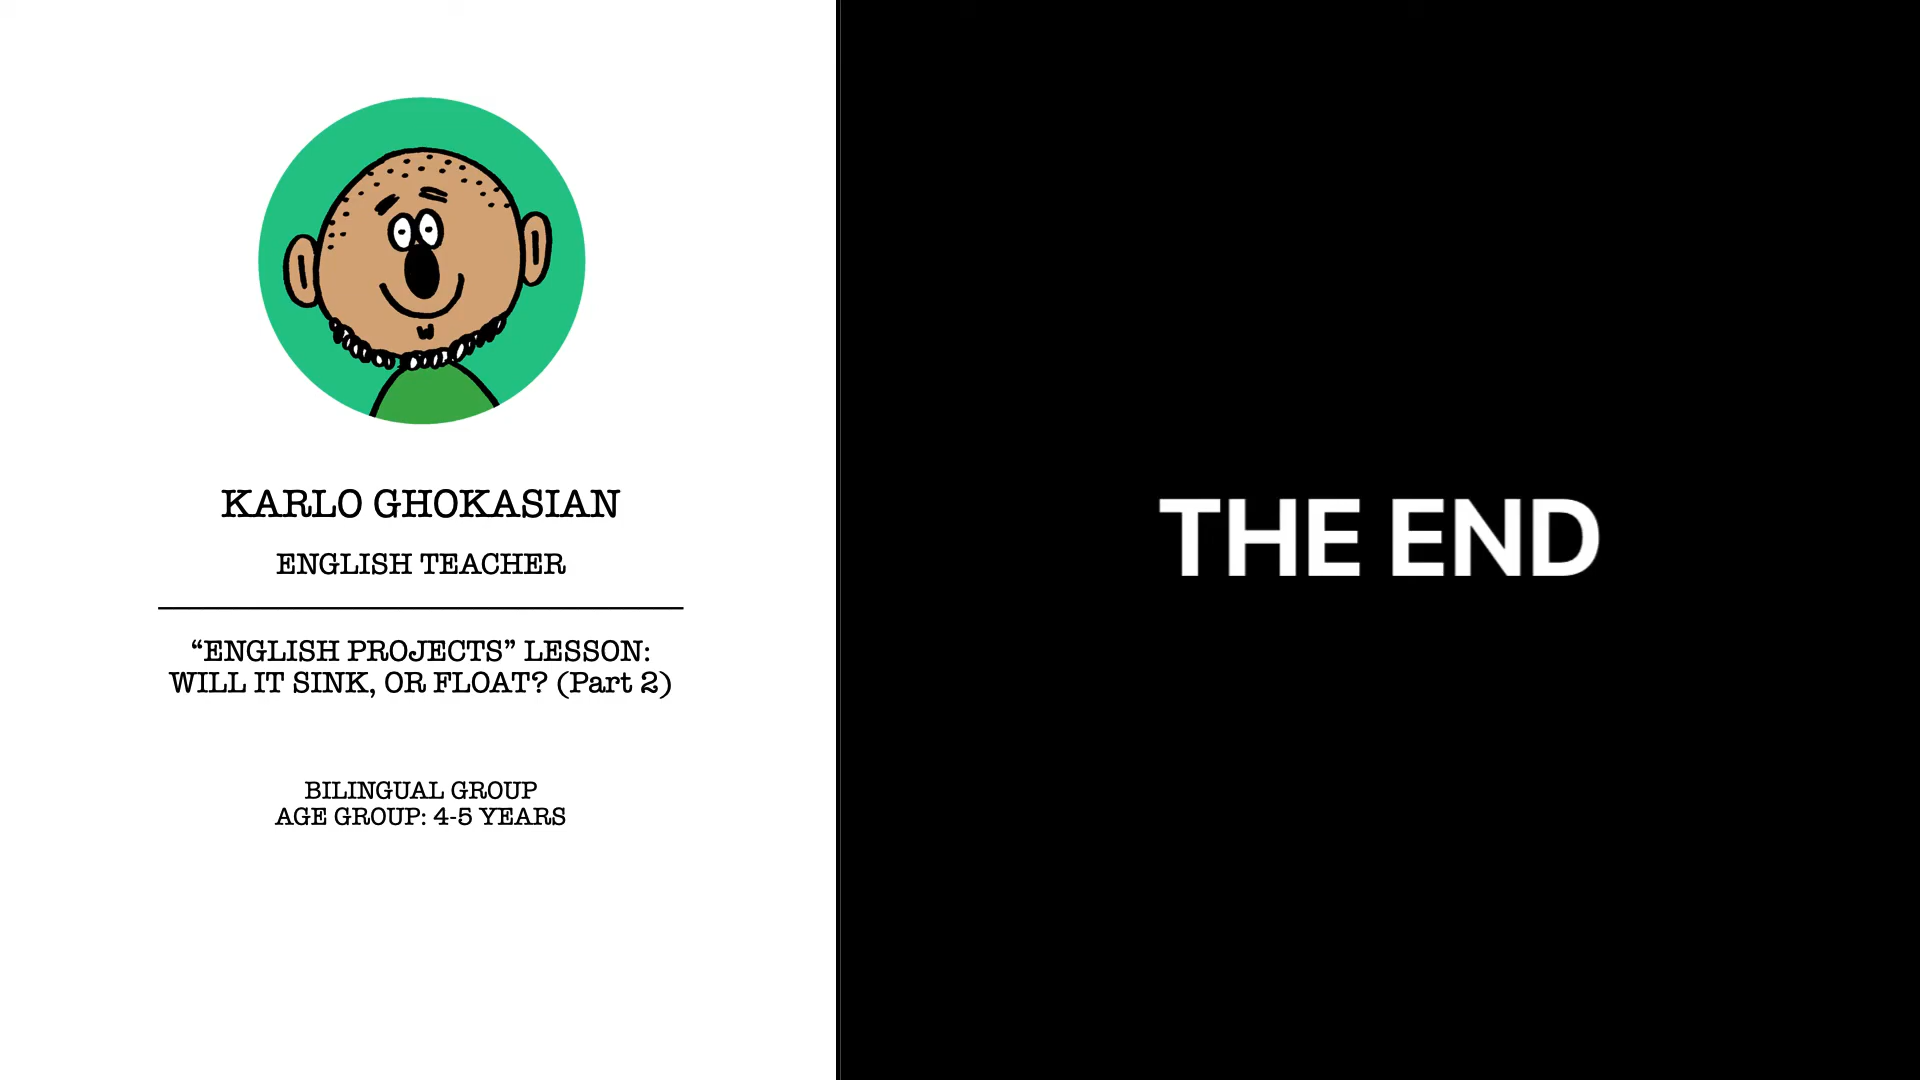 KARLO GHOKASIAN
ENGLISH TEACHER
“ENGLISH PROJECTS” LESSON:
WILL IT SINK, OR FLOAT? (Part 2)
BILINGUAL GROUP
AGE GROUP: 4-5 YEARS
THE END